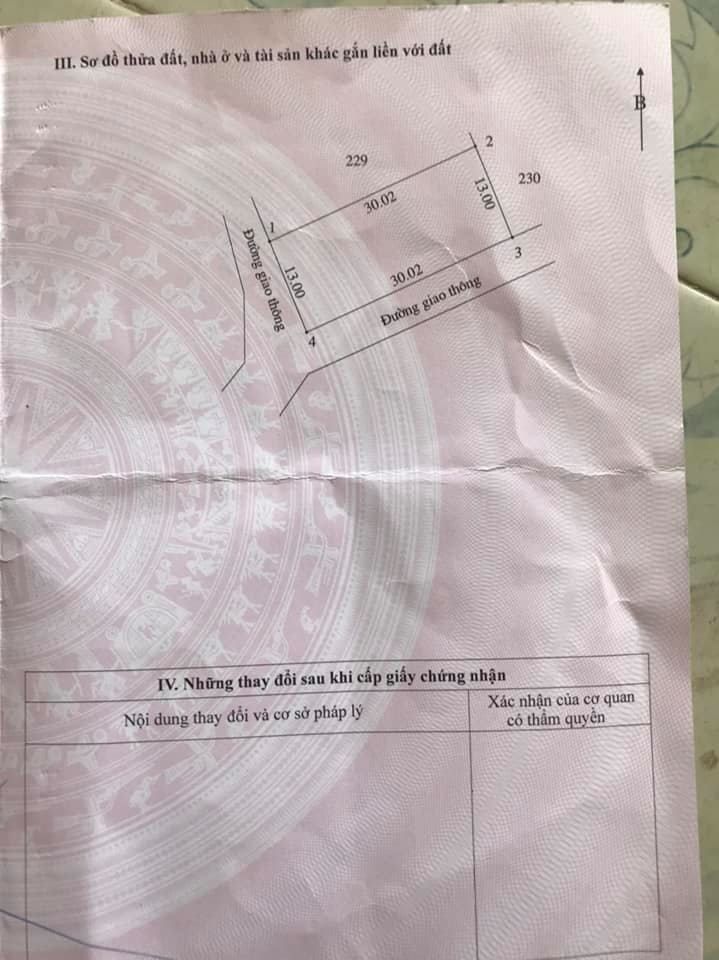 III. Sơ đồ thửa đất, nhà ở và tài sản khác gắn liền với đất
B
2
229
230
13.00
30.02
1
Đường giao thông
13.00
30.02
3
Đường giao thông
4
IV. Những thay đổi sau khi cấp giấy chứng nhận
Nội dung thay đổi và cơ sở pháp lý
Xác nhận của cơ quan
có thẩm quyền